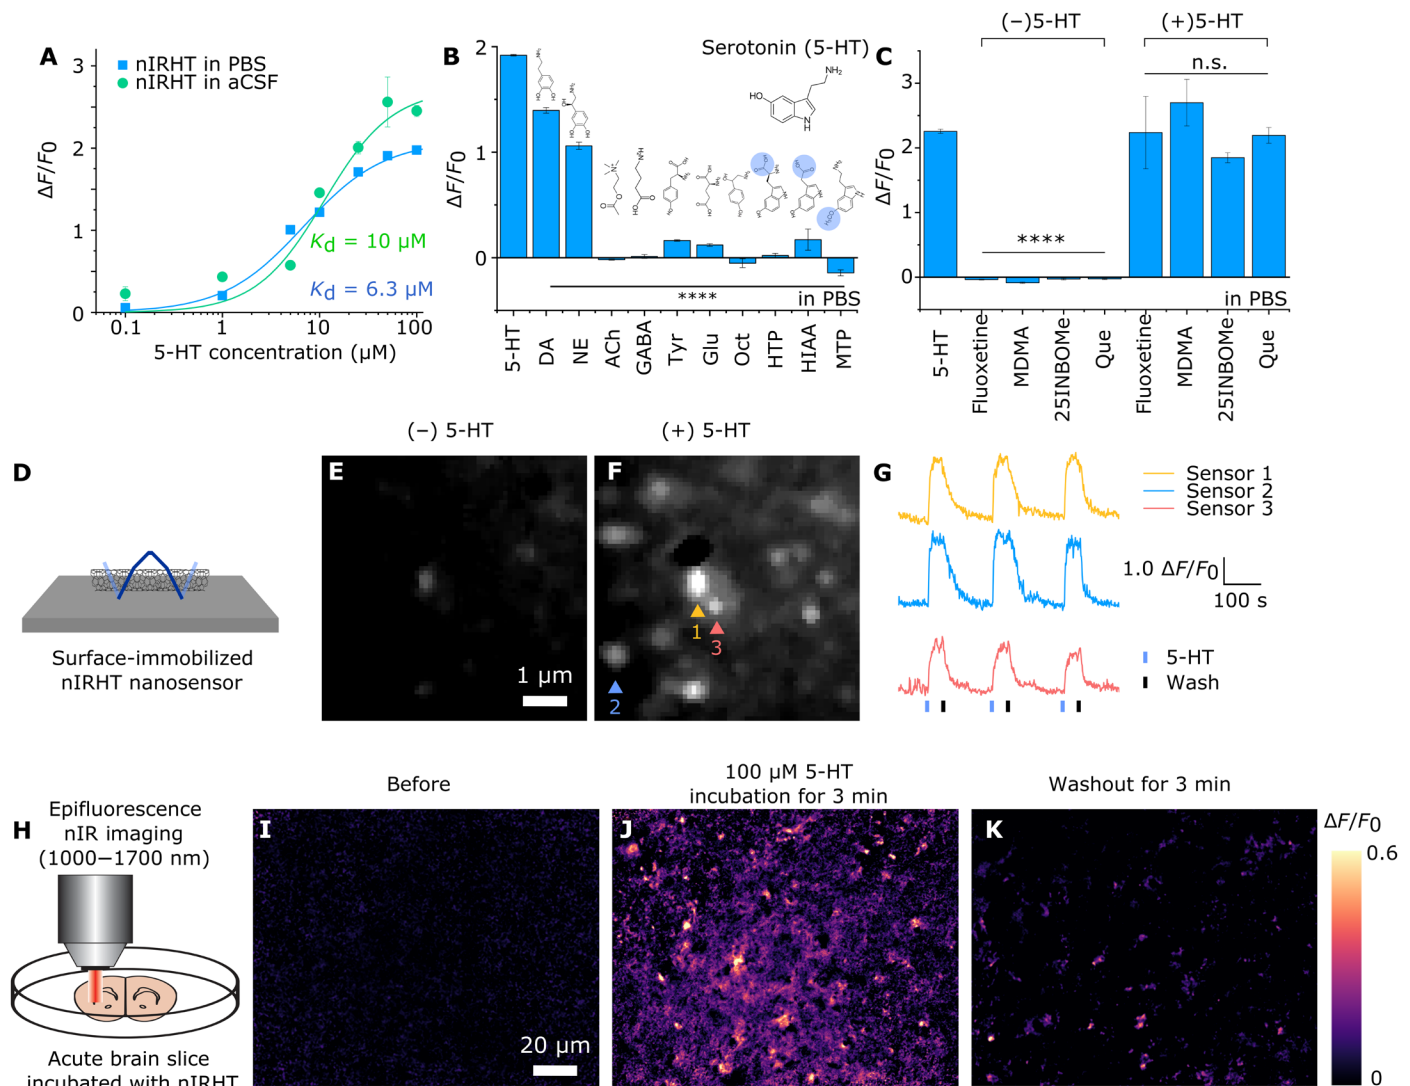 A
nIRHT in PBS
nIRHT in aCSF
ΔF/F0
3
2
1
0
Kd = 10 µM
Kd = 6.3 µM
0.1
1
10
100
5-HT concentration (µM)
B
Serotonin (5-HT)
NH2
HO
N
H
ΔF/F0
2
1
0
****
in PBS
5-HT
DA
NE
ACh
GABA
Tyr
Glu
Oct
HTP
HIAA
MTP
C
(−)5-HT
(+)5-HT
n.s.
ΔF/F0
3
2
1
0
****
in PBS
5-HT
Fluoxetine
MDMA
25INBOMe
Que
Fluoxetine
MDMA
25INBOMe
Que
D
Surface-immobilized
nIRHT nanosensor
(−) 5-HT
(+) 5-HT
E
1 µm
F
1
3
2
G
Sensor 1
Sensor 2
Sensor 3
1.0 ΔF/F0
100 s
5-HT
Wash
H
Epifluorescence
nIR imaging
(1000−1700 nm)
Acute brain slice
incubated with nIRHT
Before
I
20 µm
100 µM 5-HT
incubation for 3 min
J
Washout for 3 min
K
ΔF/F0
0.6
0